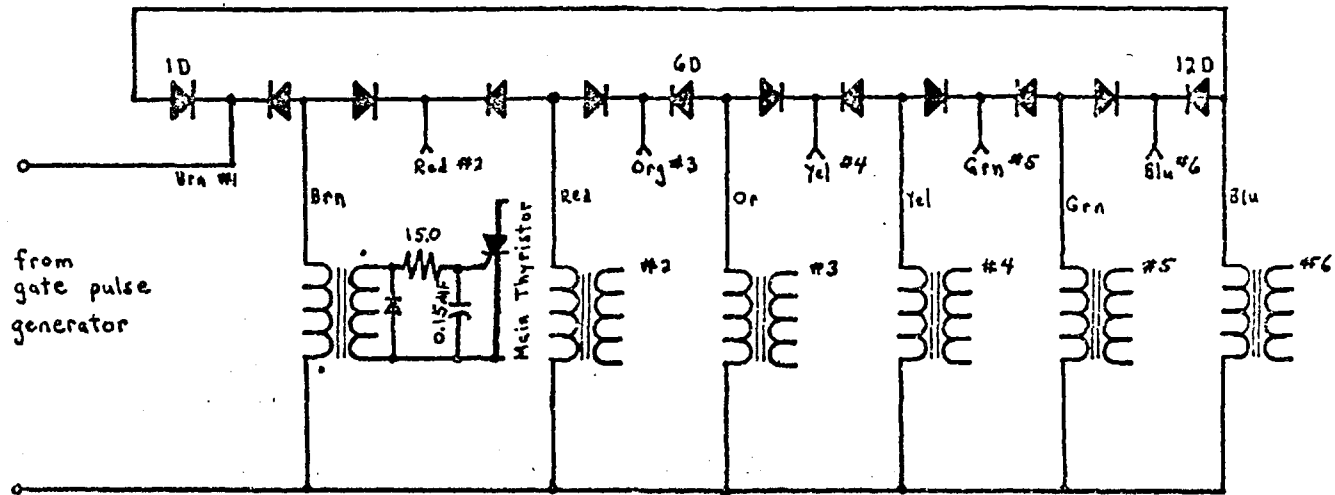 1D
6D
12D
Brn #1
Red #2
Org #3
Yel #4
Grn #5
Blu #6
Brn
Red
Or
Yel
Grn
Blu
from
gate pulse
generator
15.0
0.15 µF
Main Thyristor
#2
#3
#4
#5
#6